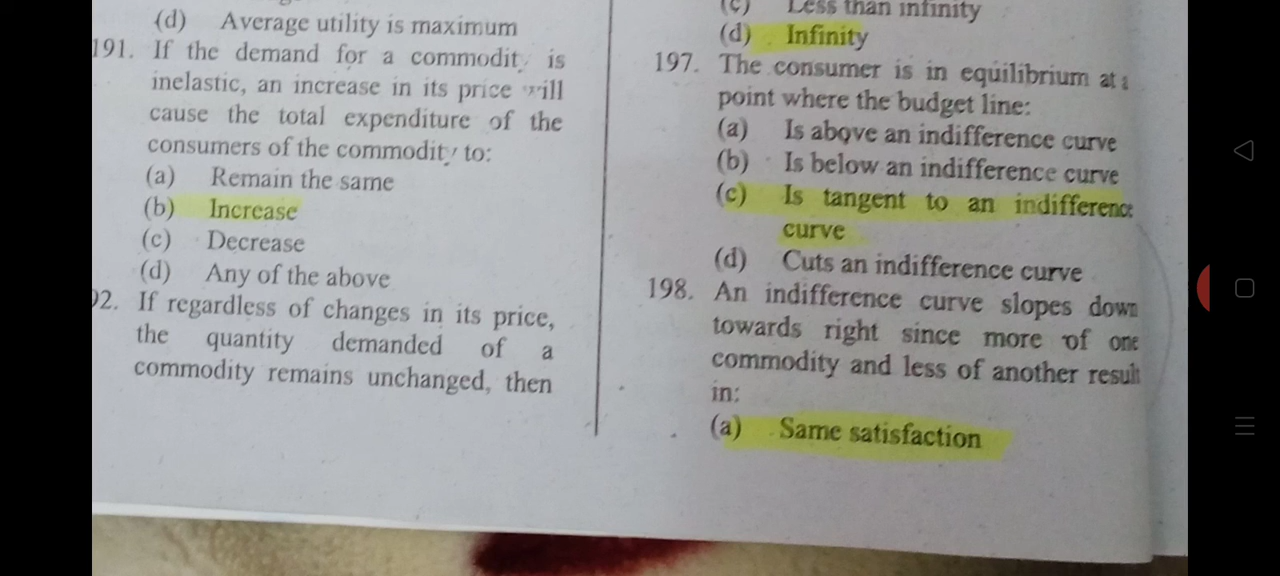 (d) Average utility is maximum
191. If the demand for a commodity is
inelastic, an increase in its price will
cause the total expenditure of the
consumers of the commodity to:
(a) Remain the same
(b) Increase
(c) Decrease
(d) Any of the above
92. If regardless of changes in its price,
the quantity demanded of a
commodity remains unchanged, then
(c) Less than infinity
(d) Infinity
197. The consumer is in equilibrium at a
point where the budget line:
(a) Is above an indifference curve
(b) Is below an indifference curve
(c) Is tangent to an indifference
curve
(d) Cuts an indifference curve
198. An indifference curve slopes down
towards right since more of one
commodity and less of another result
in:
(a) Same satisfaction